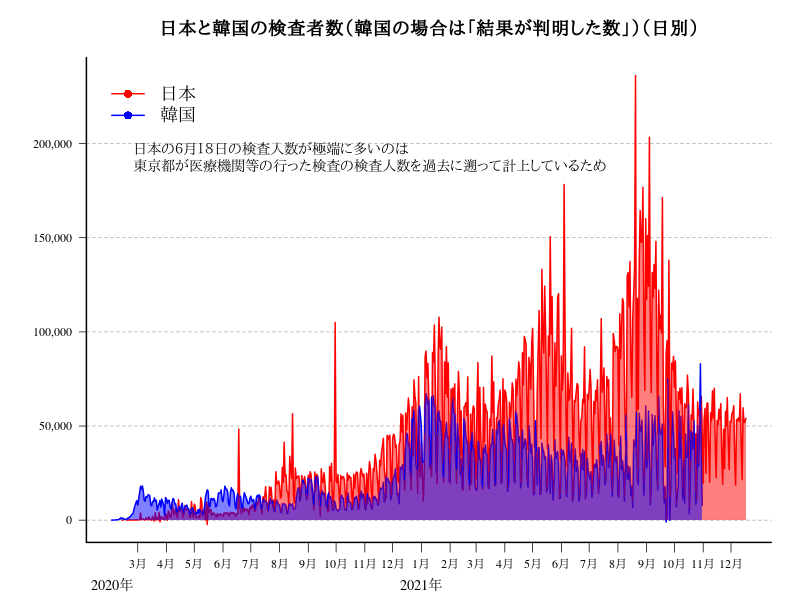 日本と韓国の検査者数(韓国の場合は「結果が判明した数」)(日別)
日本
韓国
日本の6月18日の検査人数が極端に多いのは
東京都が医療機関等の行った検査の検査人数を過去に遡って計上しているため
200,000
150,000
100,000
50,000
0
3月 4月 5月 6月 7月 8月 9月 10月 11月 12月 1月 2月 3月 4月 5月 6月 7月 8月 9月 10月 11月 12月
2020年 2021年